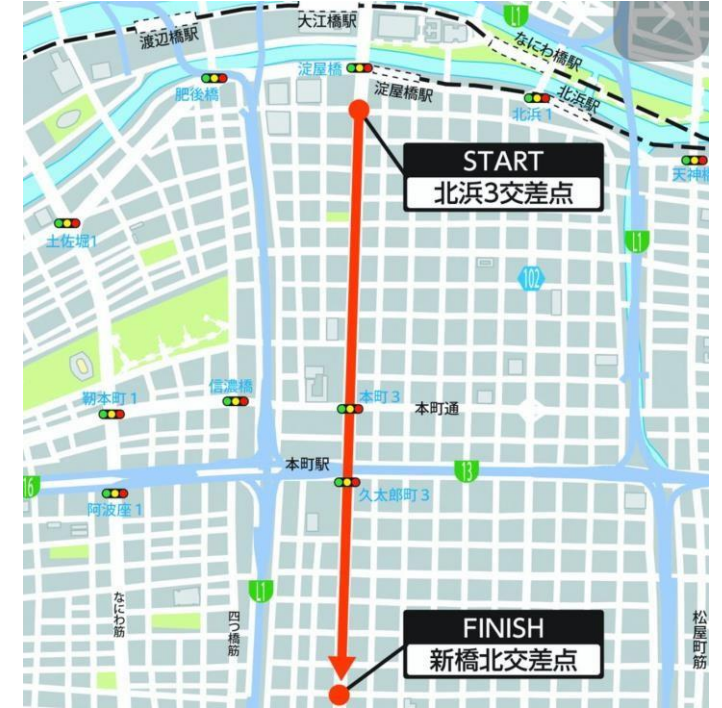 L1
大江橋駅
渡辺橋駅
なにわ橋駅
淀屋橋
淀屋橋駅
肥後橋
北浜駅
北浜1
START
北浜3交差点
天神橋
土佐堀1
L1
102
信濃橋
本町3
靭本町1
本町通
本町駅
13
16
久太郎町3
阿波座1
L1
なにわ筋
四つ橋筋
FINISH
新橋北交差点
松屋町筋